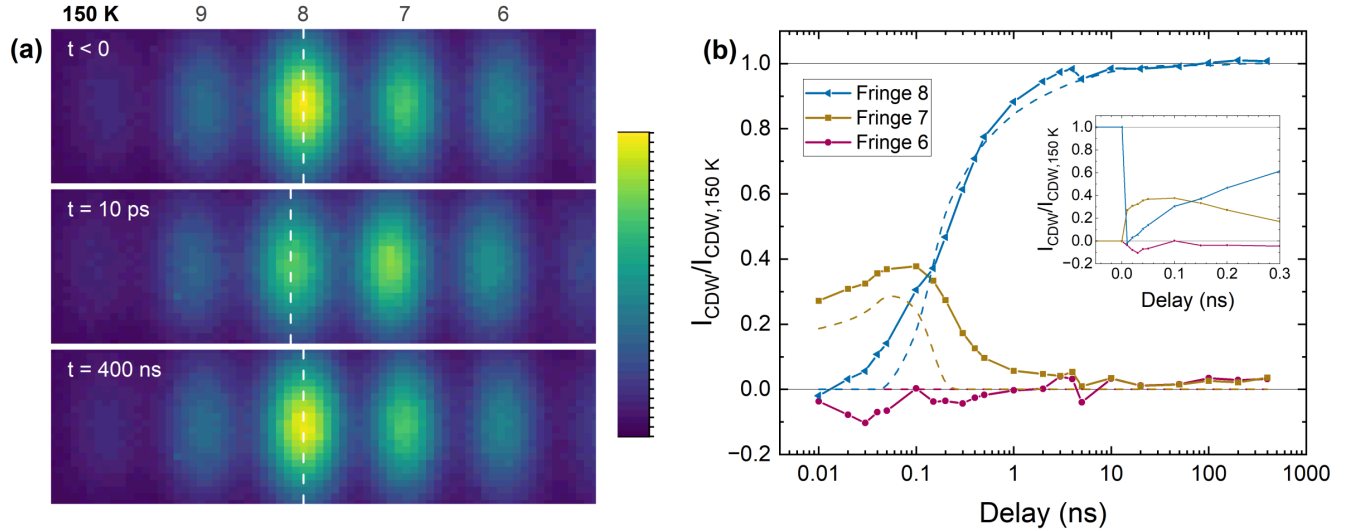 150 K 9 8 7 6
(a)
t < 0
t = 10 ps
t = 400 ns
(b)
I_CDW/I_CDW,150 K
1.0
0.8
0.6
0.4
0.2
0.0
−0.2
Fringe 8
Fringe 7
Fringe 6
0.01 0.1 1 10 100 1000
Delay (ns)
I_CDW/I_CDW,150 K
1.0
0.8
0.6
0.4
0.2
0.0
−0.2
0.0 0.1 0.2 0.3
Delay (ns)